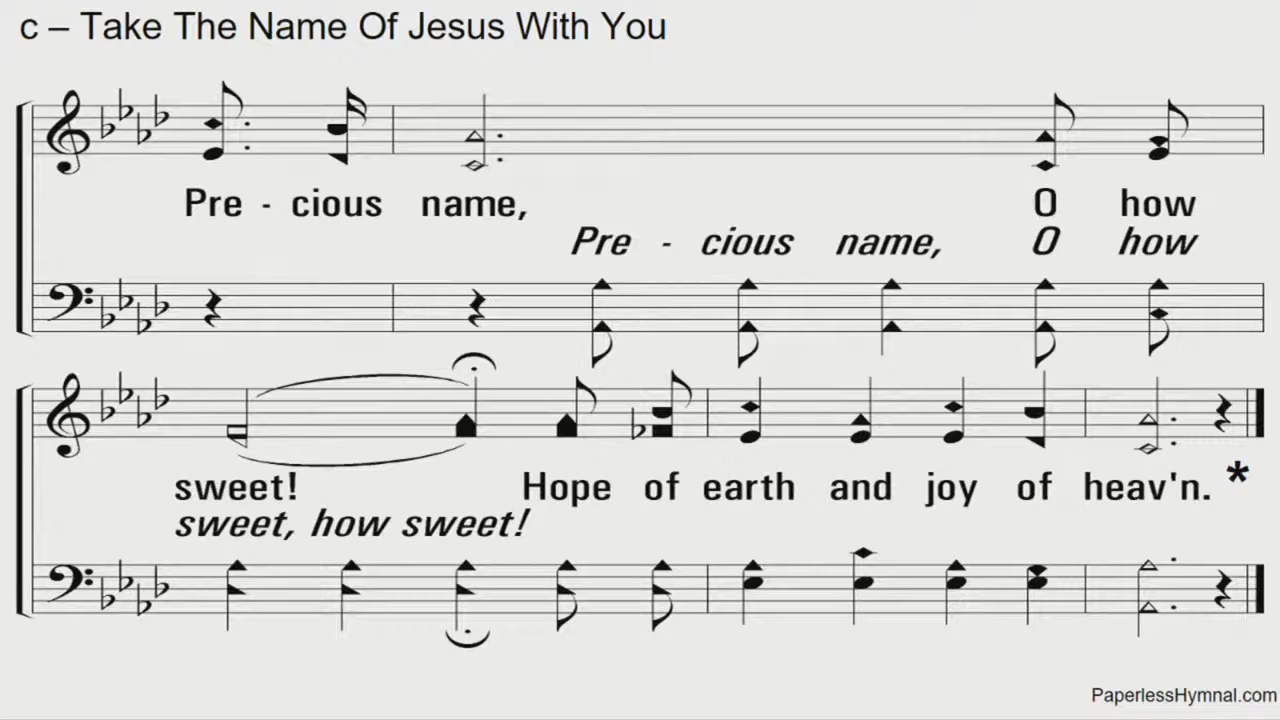 c – Take The Name Of Jesus With You
Pre - cious name, O how
Pre - cious name, O how
sweet! Hope of earth and joy of heav'n. *
sweet, how sweet!
PaperlessHymnal.com